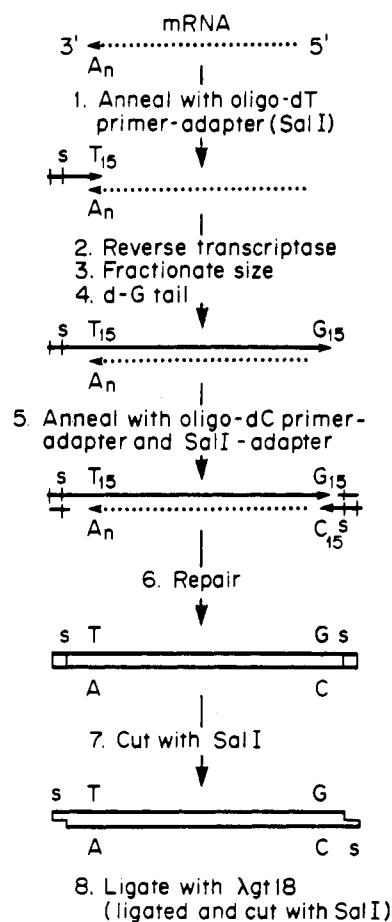 mRNA
3' 5'
An
1. Anneal with oligo-dT
primer-adapter (Sal I)
s T15
An
2. Reverse transcriptase
3. Fractionate size
4. d-G tail
s T15 G15
An
5. Anneal with oligo-dC primer-
adapter and SalI-adapter
s T15 G15
An C15 s
6. Repair
s T G s
A C
7. Cut with Sal I
s T G
A C s
8. Ligate with λgt18
(ligated and cut with Sal I)